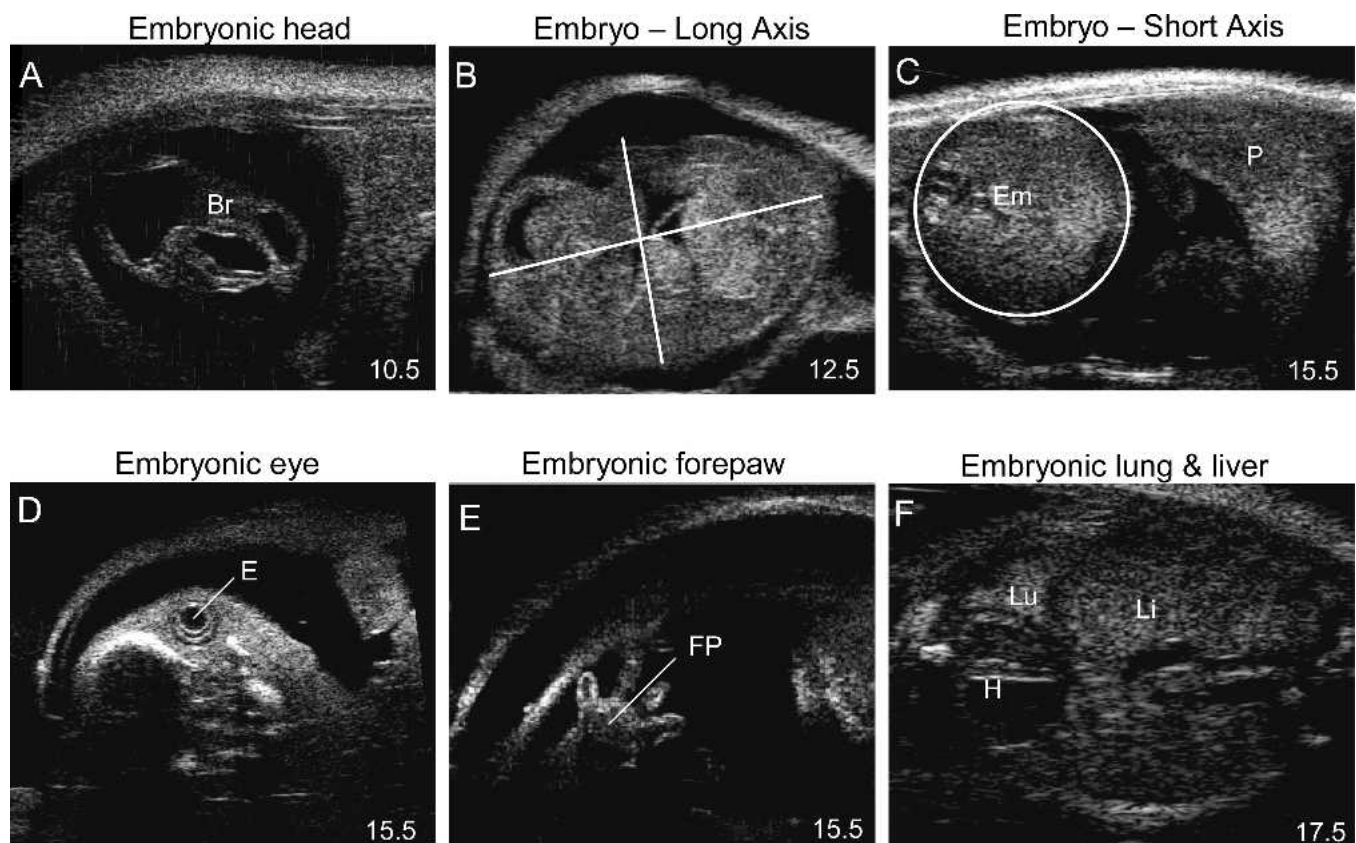 Embryonic head
Embryo – Long Axis
Embryo – Short Axis
A
Br
10.5
B
12.5
C
Em
P
15.5
Embryonic eye
Embryonic forepaw
Embryonic lung & liver
D
E
15.5
E
FP
15.5
F
Lu
Li
H
17.5